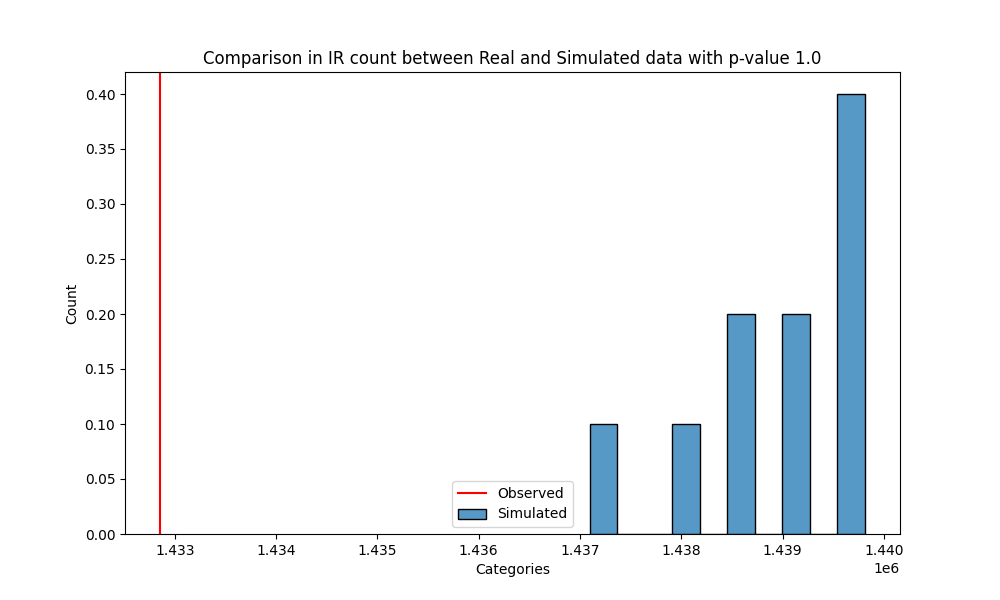 Comparison in IR count between Real and Simulated data with p-value 1.0
Count
0.40
0.35
0.30
0.25
0.20
0.15
0.10
0.05
0.00
Observed
Simulated
1.433 1.434 1.435 1.436 1.437 1.438 1.439 1.440
1e6
Categories